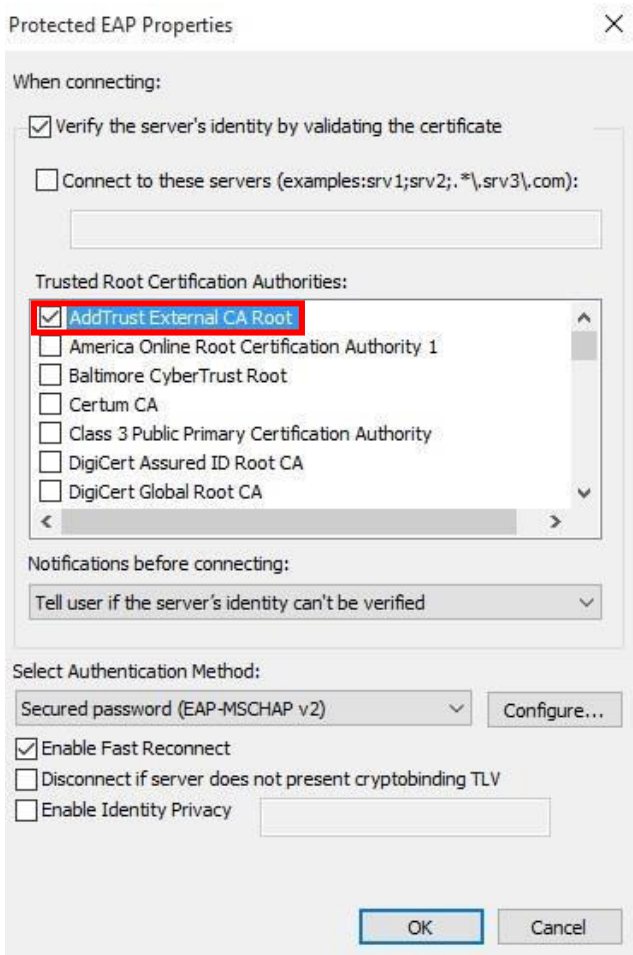 Protected EAP Properties
When connecting:
Verify the server's identity by validating the certificate
Connect to these servers (examples:srv1;srv2;.*\.srv3\.com):
Trusted Root Certification Authorities:
AddTrust External CA Root
America Online Root Certification Authority 1
Baltimore CyberTrust Root
Certum CA
Class 3 Public Primary Certification Authority
DigiCert Assured ID Root CA
DigiCert Global Root CA
Notifications before connecting:
Tell user if the server's identity can't be verified
Select Authentication Method:
Secured password (EAP-MSCHAP v2) Configure...
Enable Fast Reconnect
Disconnect if server does not present cryptobinding TLV
Enable Identity Privacy
OK Cancel